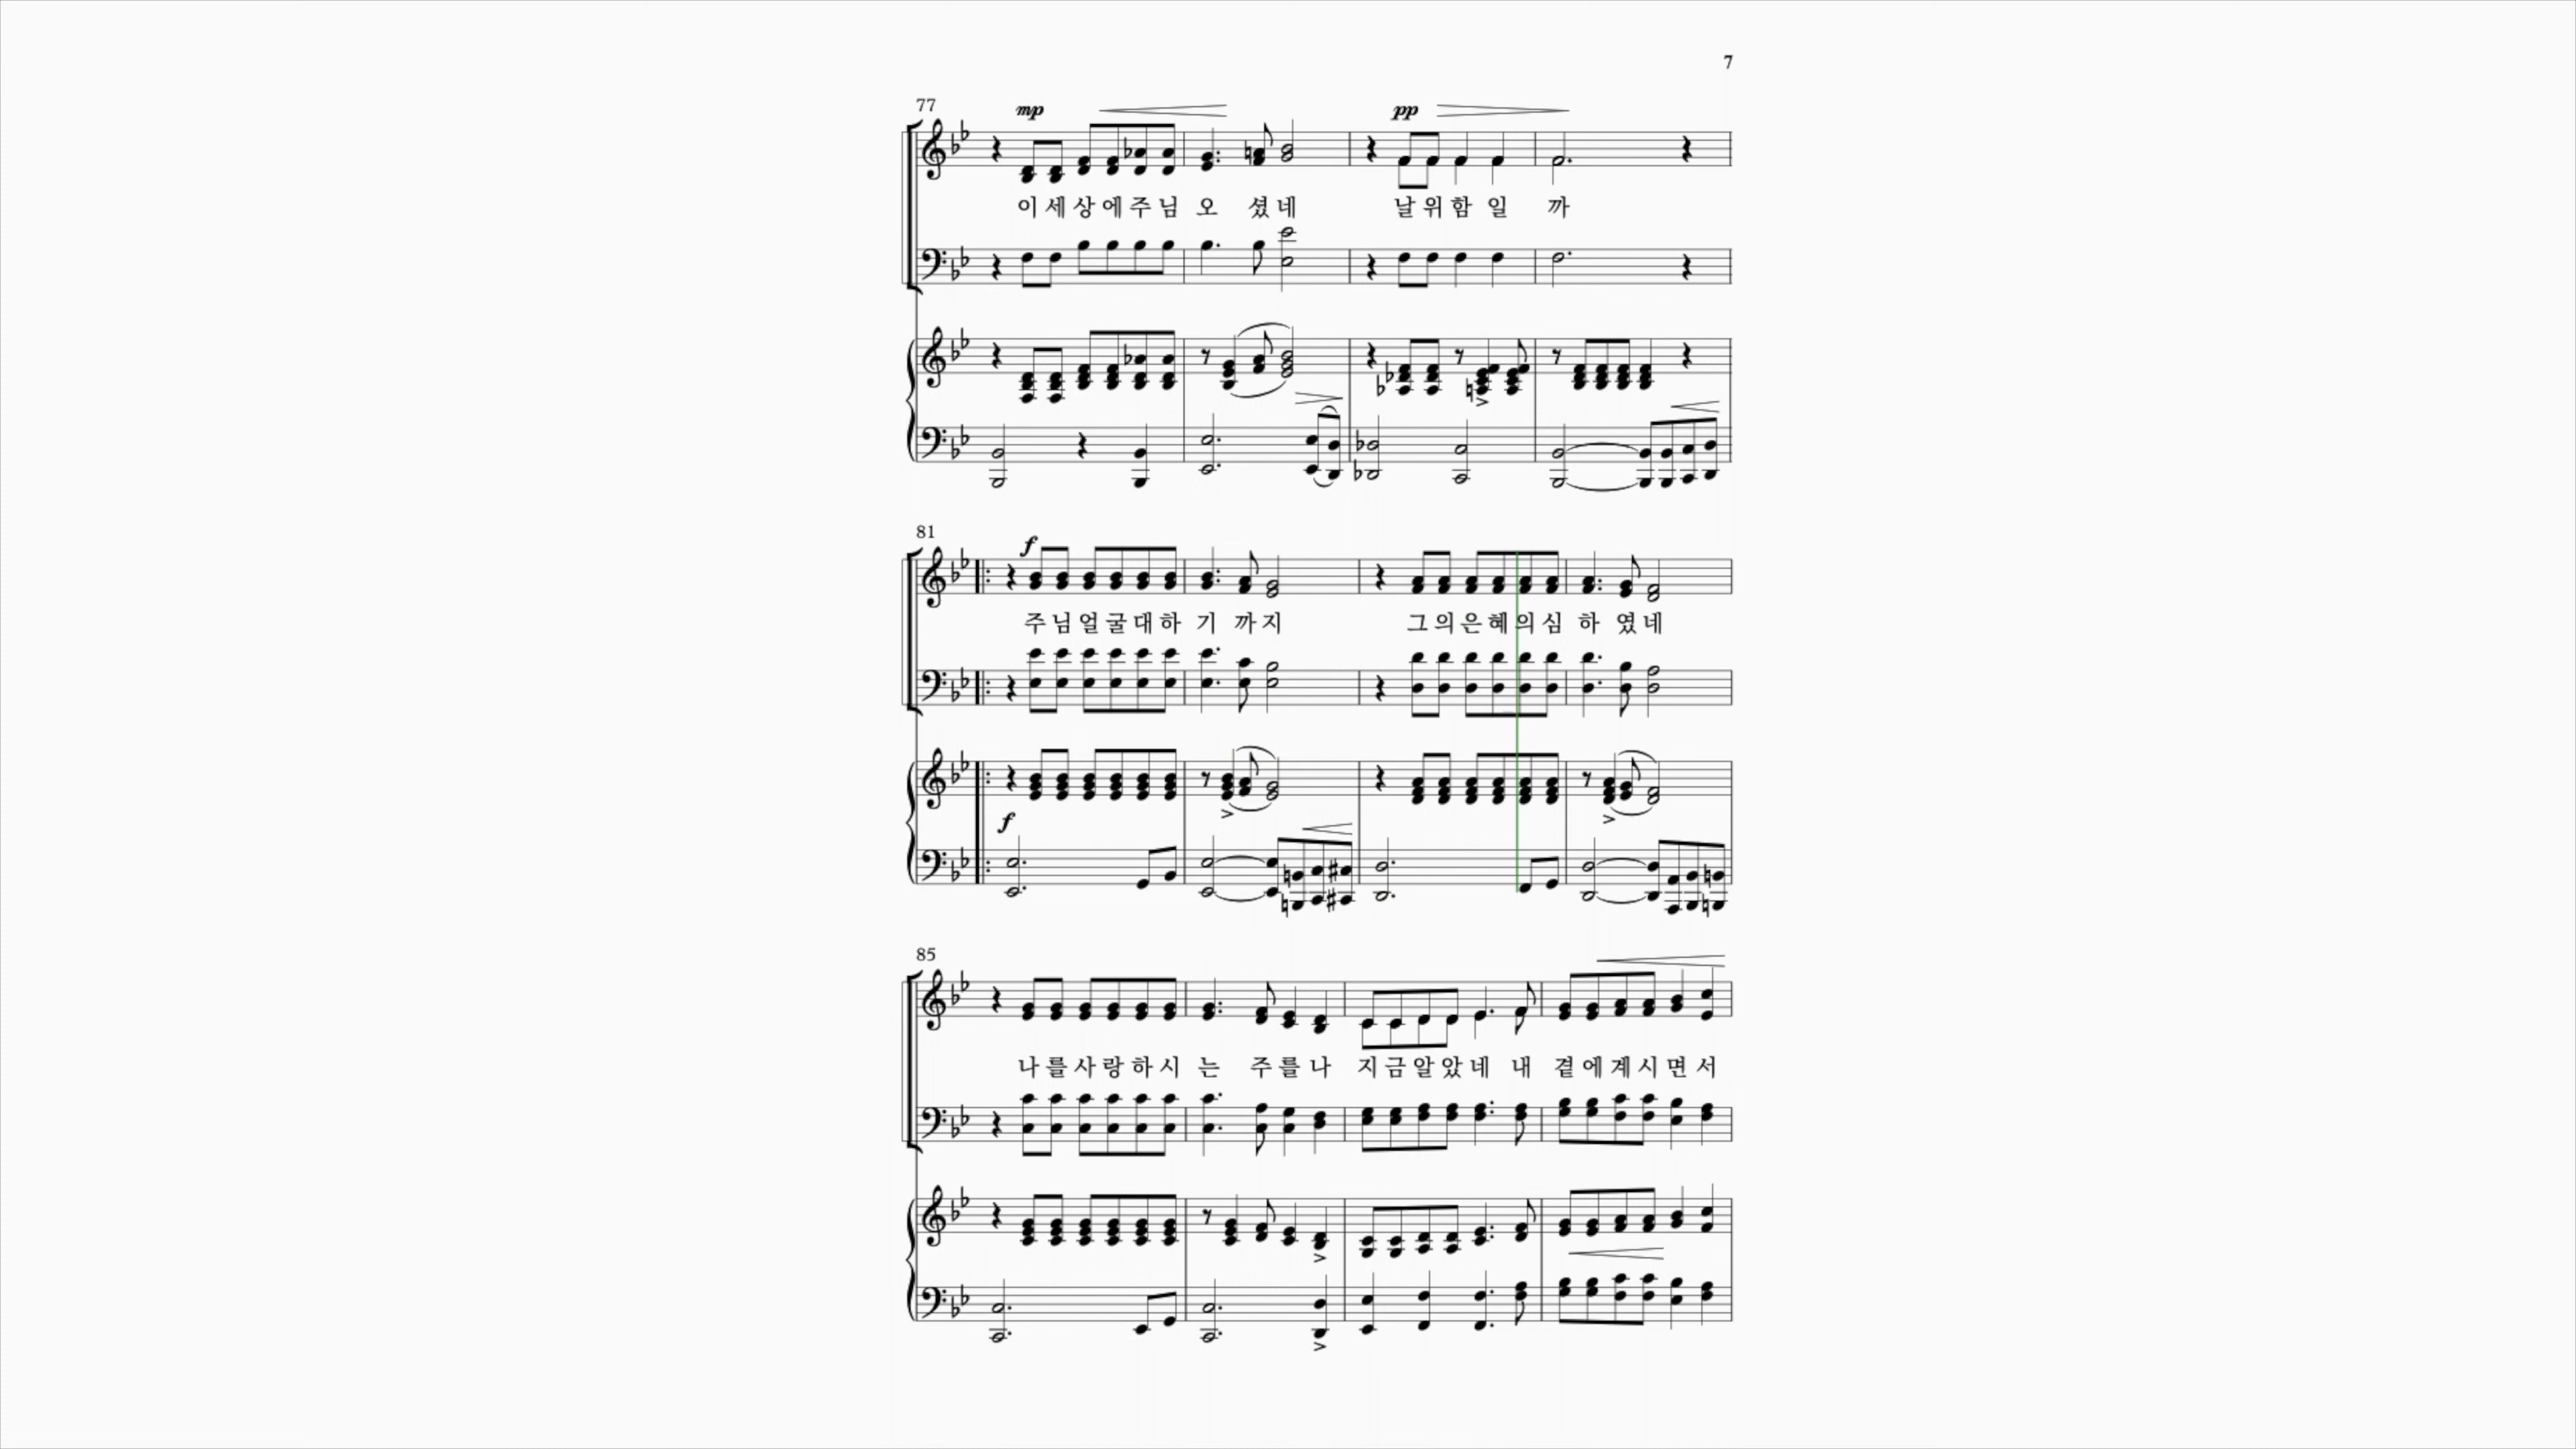 7
77
mp
pp
이 세 상 에 주 님 오 셨 네 날 위 함 일 까
81
f
주 님 얼 굴 대 하 기 까 지 그 의 은 혜 의 심 하 였 네
f
85
나 를 사 랑 하 시 는 주 를 나 지 금 알 았 네 내 곁 에 계 시 면 서